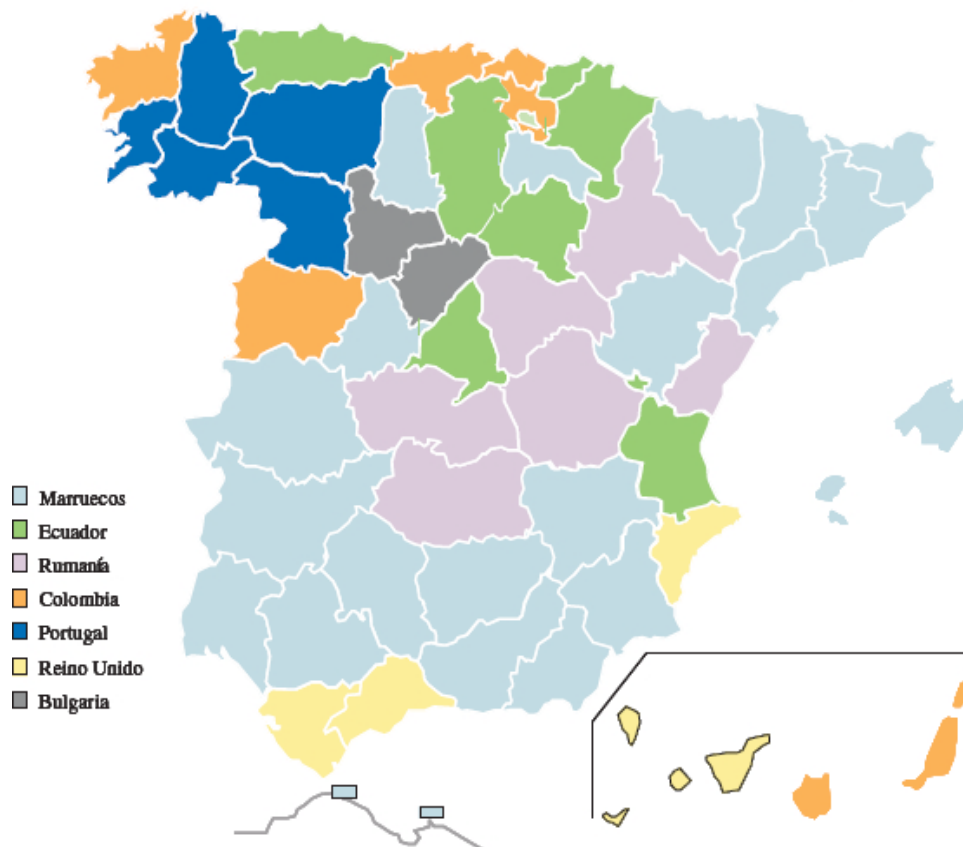 Marruecos
Ecuador
Rumanía
Colombia
Portugal
Reino Unido
Bulgaria